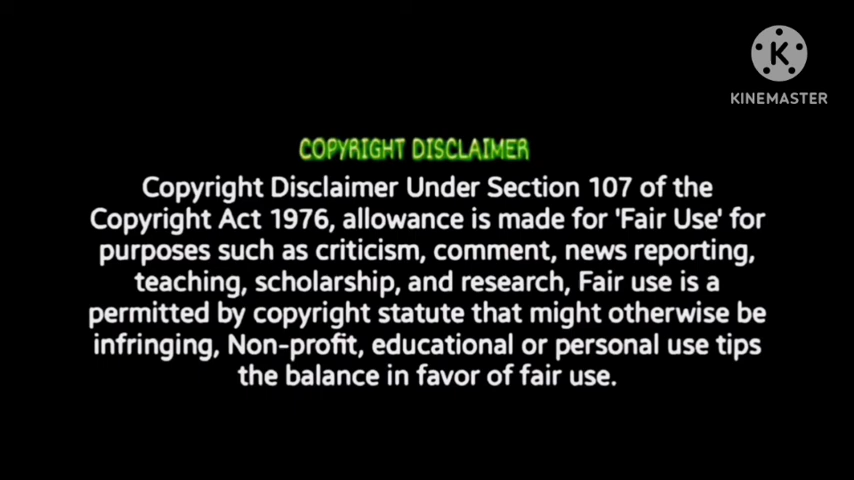 KINEMASTER
COPYRIGHT DISCLAIMER
Copyright Disclaimer Under Section 107 of the
Copyright Act 1976, allowance is made for 'Fair Use' for
purposes such as criticism, comment, news reporting,
teaching, scholarship, and research, Fair use is a
permitted by copyright statute that might otherwise be
infringing, Non-profit, educational or personal use tips
the balance in favor of fair use.